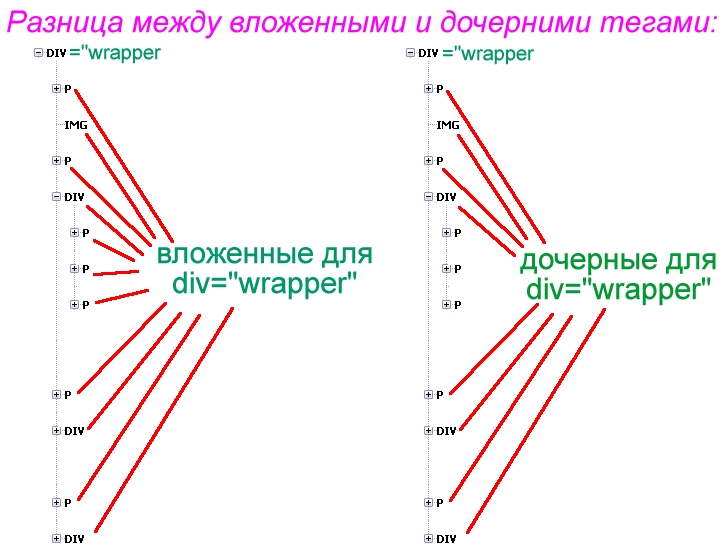 Разница между вложенными и дочерними тегами:
DIV="wrapper
P
IMG
P
DIV
P
P
P
P
DIV
P
DIV
вложенные для
div="wrapper"
DIV="wrapper
P
IMG
P
DIV
P
P
P
P
DIV
P
DIV
дочерные для
div="wrapper"